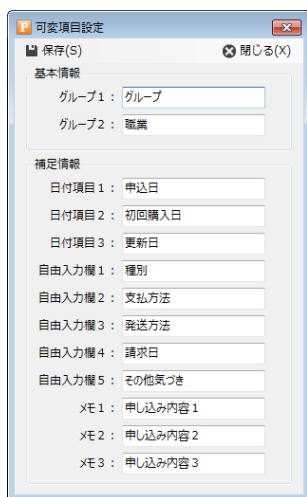 可変項目設定
保存(S) 閉じる(X)
基本情報
グループ1: グループ
グループ2: 職業
補足情報
日付項目1: 申込日
日付項目2: 初回購入日
日付項目3: 更新日
自由入力欄1: 種別
自由入力欄2: 支払方法
自由入力欄3: 発送方法
自由入力欄4: 請求日
自由入力欄5: その他気づき
メモ1: 申し込み内容1
メモ2: 申し込み内容2
メモ3: 申し込み内容3